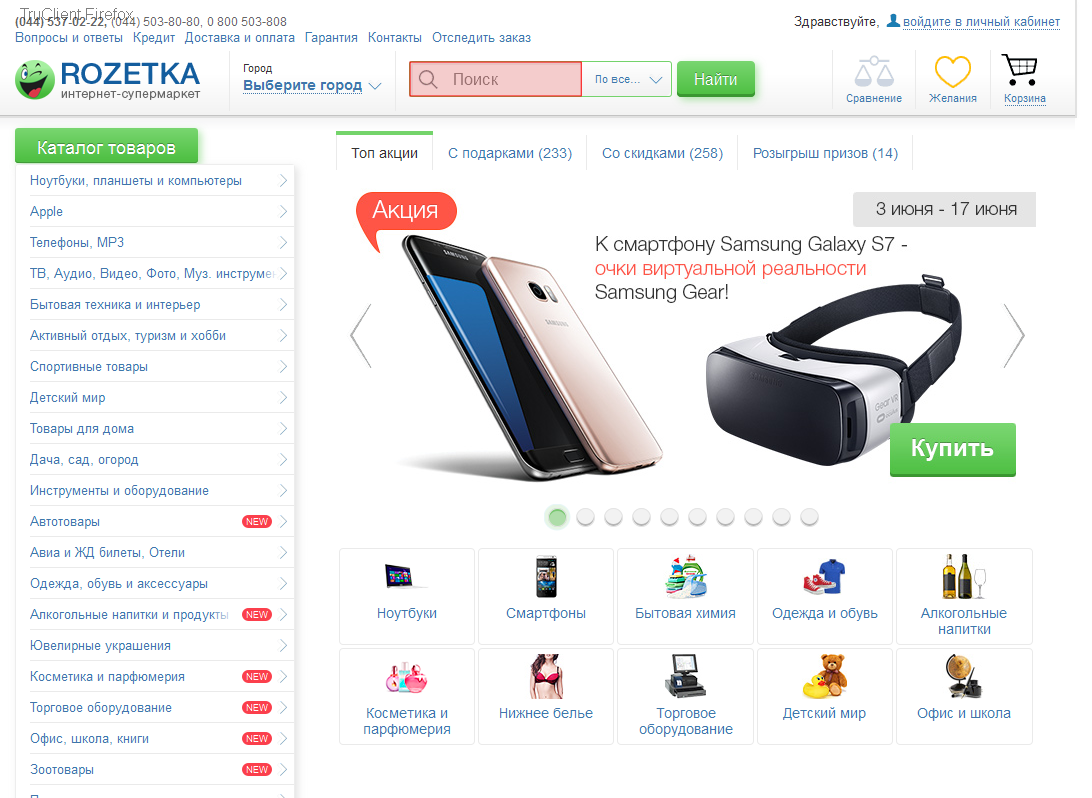 TruClient Firefox
(044) 537-02-22, (044) 503-80-80, 0 800 503-808
Здравствуйте, войдите в личный кабинет
Вопросы и ответы Кредит Доставка и оплата Гарантия Контакты Отследить заказ
ROZETKA
интернет-супермаркет
Город
Выберите город
Поиск
По все...
Найти
Сравнение
Желания
Корзина
Каталог товаров
Ноутбуки, планшеты и компьютеры
Apple
Телефоны, MP3
ТВ, Аудио, Видео, Фото, Муз. инструме
Бытовая техника и интерьер
Активный отдых, туризм и хобби
Спортивные товары
Детский мир
Товары для дома
Дача, сад, огород
Инструменты и оборудование
Автотовары NEW
Авиа и ЖД билеты, Отели
Одежда, обувь и аксессуары
Алкогольные напитки и продукты NEW
Ювелирные украшения
Косметика и парфюмерия NEW
Торговое оборудование NEW
Офис, школа, книги NEW
Зоотовары NEW
Топ акции
С подарками (233)
Со скидками (258)
Розыгрыш призов (14)
Акция
3 июня - 17 июня
К смартфону Samsung Galaxy S7 -
очки виртуальной реальности
Samsung Gear!
SAMSUNG
SAMSUNG
Gear VR
Купить
Ноутбуки
Смартфоны
Бытовая химия
Одежда и обувь
Алкогольные
напитки
Косметика и
парфюмерия
Нижнее белье
Торговое
оборудование
Детский мир
Офис и школа